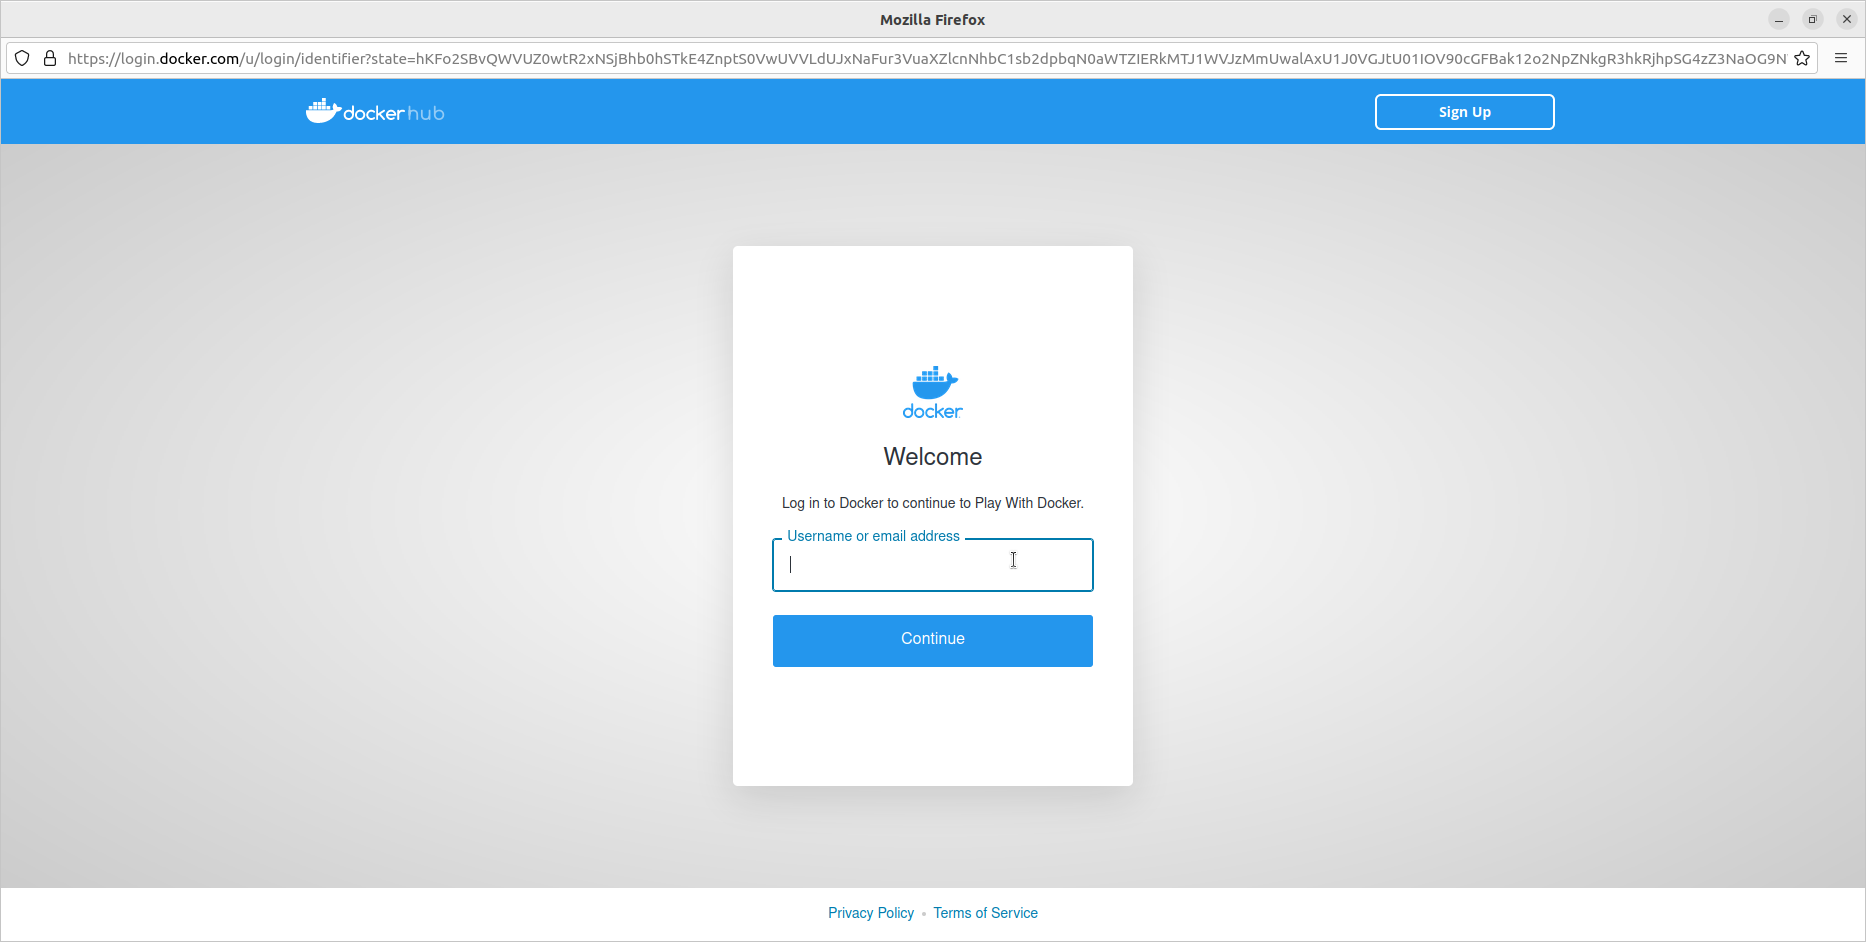 Mozilla Firefox
https://login.docker.com/u/login/identifier?state=hKFo2SBvQWVUZ0wtR2xNSjBhb0hSTkE4ZnptS0VwUVVLdUJxNaFur3VuaXZlcnNhbC1sb2dpbqN0aWTZIERkMTJ1WVJzMmUwalAxU1J0VGJtU01IOV90cGFBak12o2NpZNkgR3hkRjhpSG4zZ3NaOG9N
docker hub
Sign Up
docker
Welcome
Log in to Docker to continue to Play With Docker.
Username or email address
Continue
Privacy Policy
Terms of Service